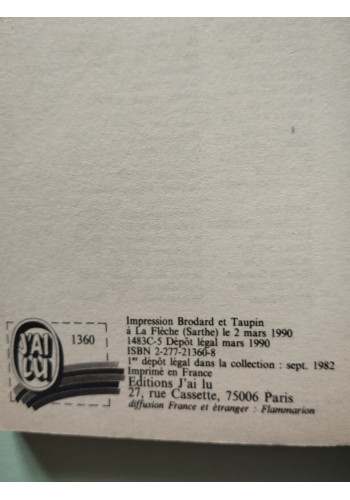 Impression Brodard et Taupin
à La Flèche (Sarthe) le 2 mars 1990
1483C-5 Dépôt légal mars 1990
ISBN 2-277-21360-8
1er dépôt légal dans la collection : sept. 1982
Imprimé en France
Editions J'ai lu
27, rue Cassette, 75006 Paris
diffusion France et étranger : Flammarion
1360
J'AI
LU